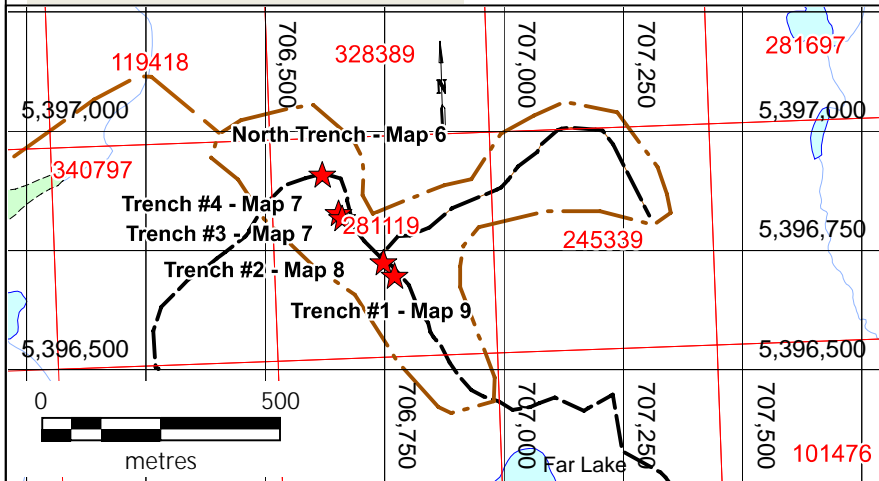 706,500
707,000
707,250
119418
328389
281697
N
5,397,000
5,397,000
North Trench - Map 6
340797
Trench #4 - Map 7
281119
Trench #3 - Map 7
245339
5,396,750
Trench #2 - Map 8
Trench #1 - Map 9
5,396,500
5,396,500
0
500
metres
706,750
707,000
707,250
707,500
Far Lake
101476